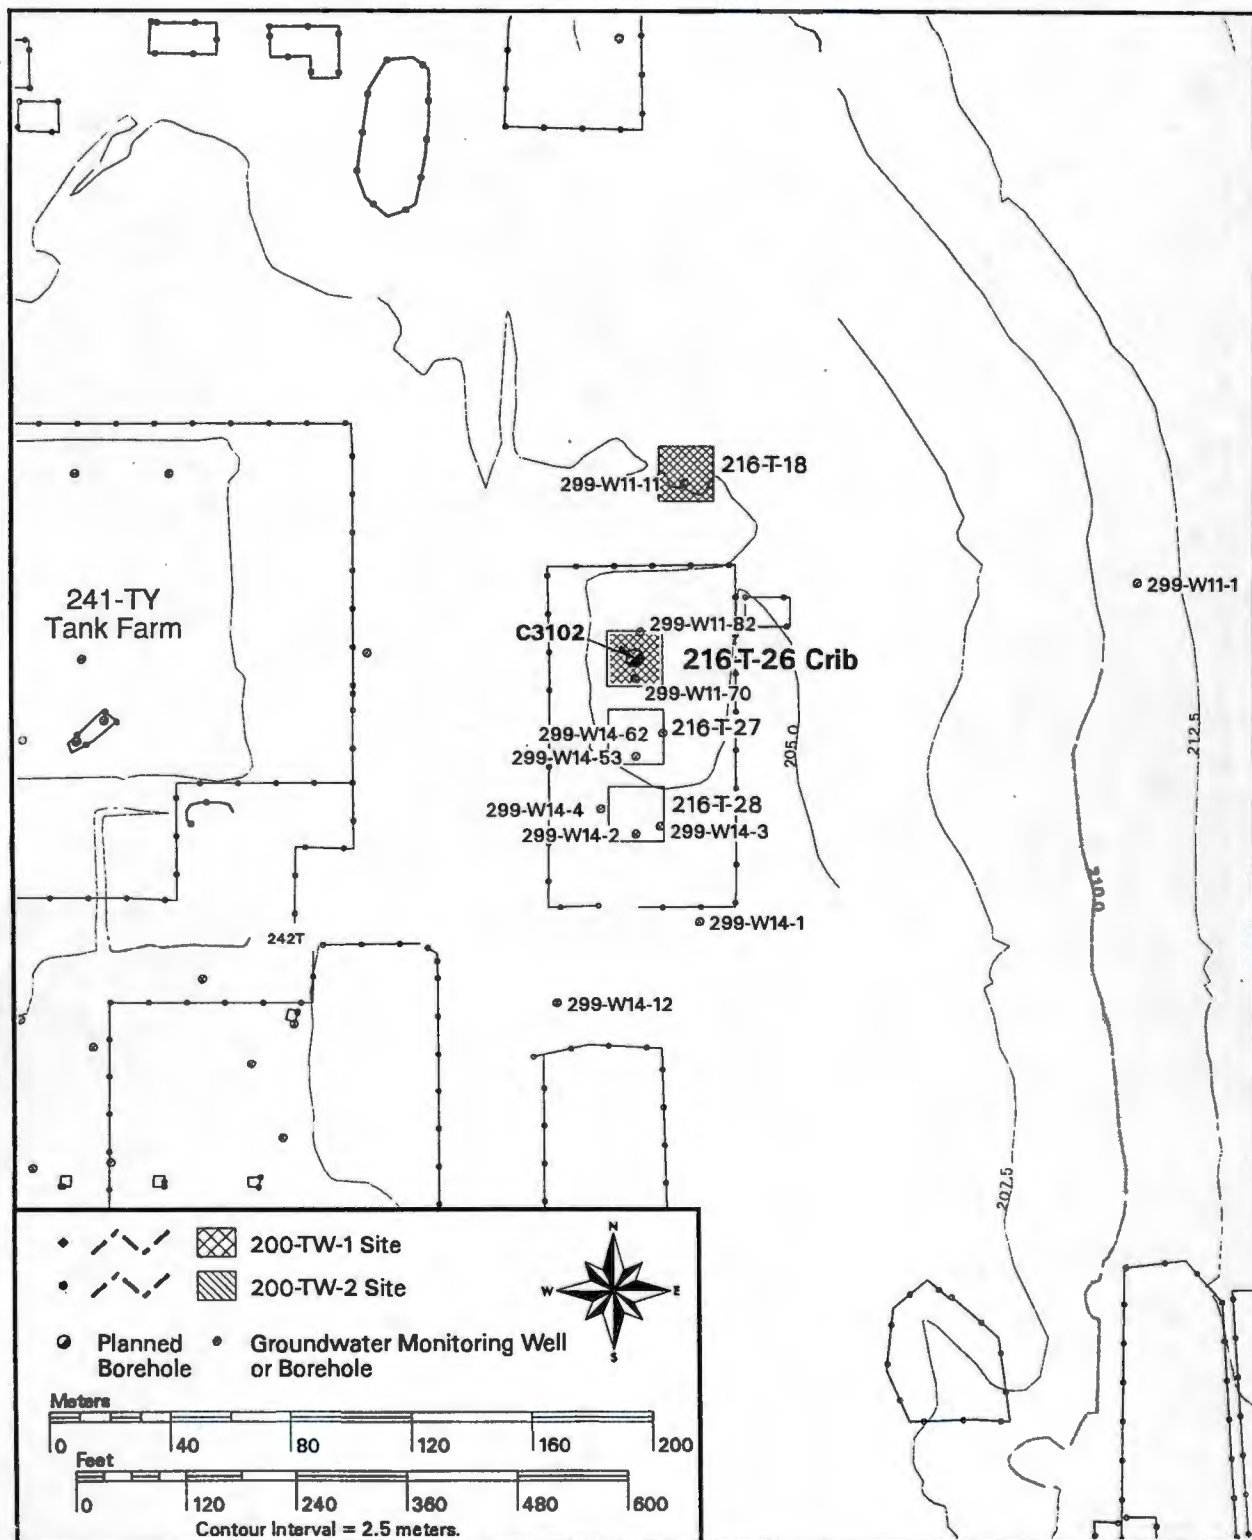 216-T-18
299-W11-11
299-W11-1
241-TY
Tank Farm
299-W11-82
C3102
216-T-26 Crib
299-W11-70
216-T-27
299-W14-62
299-W14-53
205.0
212.5
216-T-28
299-W14-4
299-W14-2
299-W14-3
210.0
299-W14-1
242T
299-W14-12
207.5
200-TW-1 Site
200-TW-2 Site
N
W
E
S
Planned
Borehole
Groundwater Monitoring Well
or Borehole
Meters
0 40 80 120 160 200
Feet
0 120 240 360 480 600
Contour Interval = 2.5 meters.